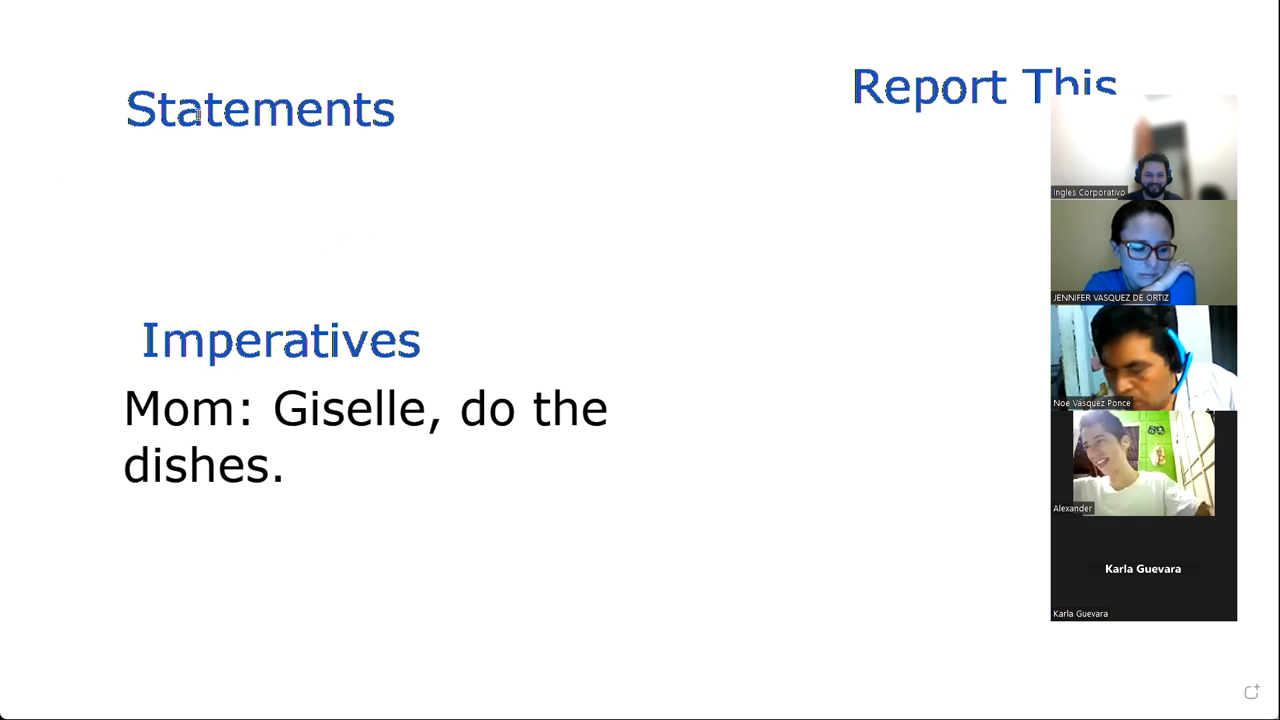 Statements
Report This
Imperatives
Mom: Giselle, do the
dishes.
Ingles Corporativo
JENNIFER VASQUEZ DE ORTIZ
Noe Vásquez Ponce
Alexander
Karla Guevara
Karla Guevara